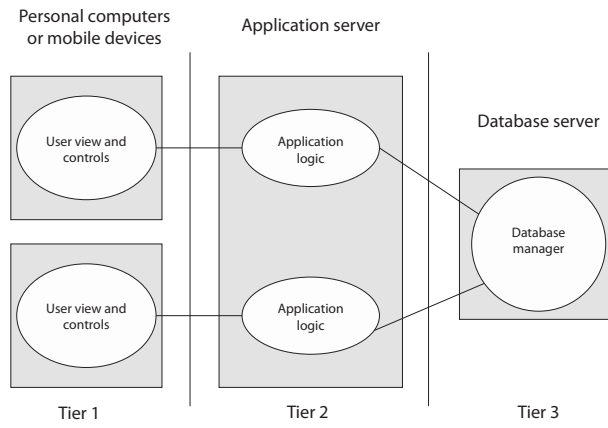 Personal computers
or mobile devices
Application server
User view and
controls
Application
logic
Database server
Database
manager
User view and
controls
Application
logic
Tier 1
Tier 2
Tier 3